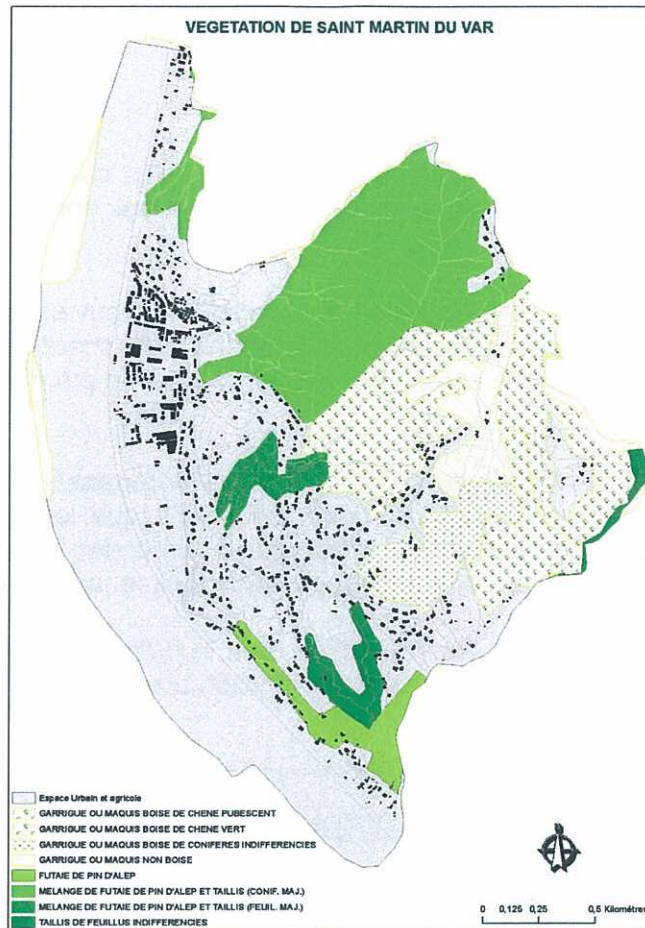 VEGETATION DE SAINT MARTIN DU VAR
Espace Urbain et agricole
GARRIGUE OU MAQUIS BOISE DE CHENE PUBESCENT
GARRIGUE OU MAQUIS BOISE DE CHENE VERT
GARRIGUE OU MAQUIS BOISE DE CONIFERES INDIFFERENCIES
GARRIGUE OU MAQUIS NON BOISE
FUTAIE DE PIN D'ALEP
MELANGE DE FUTAIE DE PIN D'ALEP ET TAILLIS (CONIF. MAJ.)
MELANGE DE FUTAIE DE PIN D'ALEP ET TAILLIS (FEUIL. MAJ.)
TAILLIS DE FEUILLUS INDIFFERENCIES
0 0,125 0,25 0,5 Kilomètres